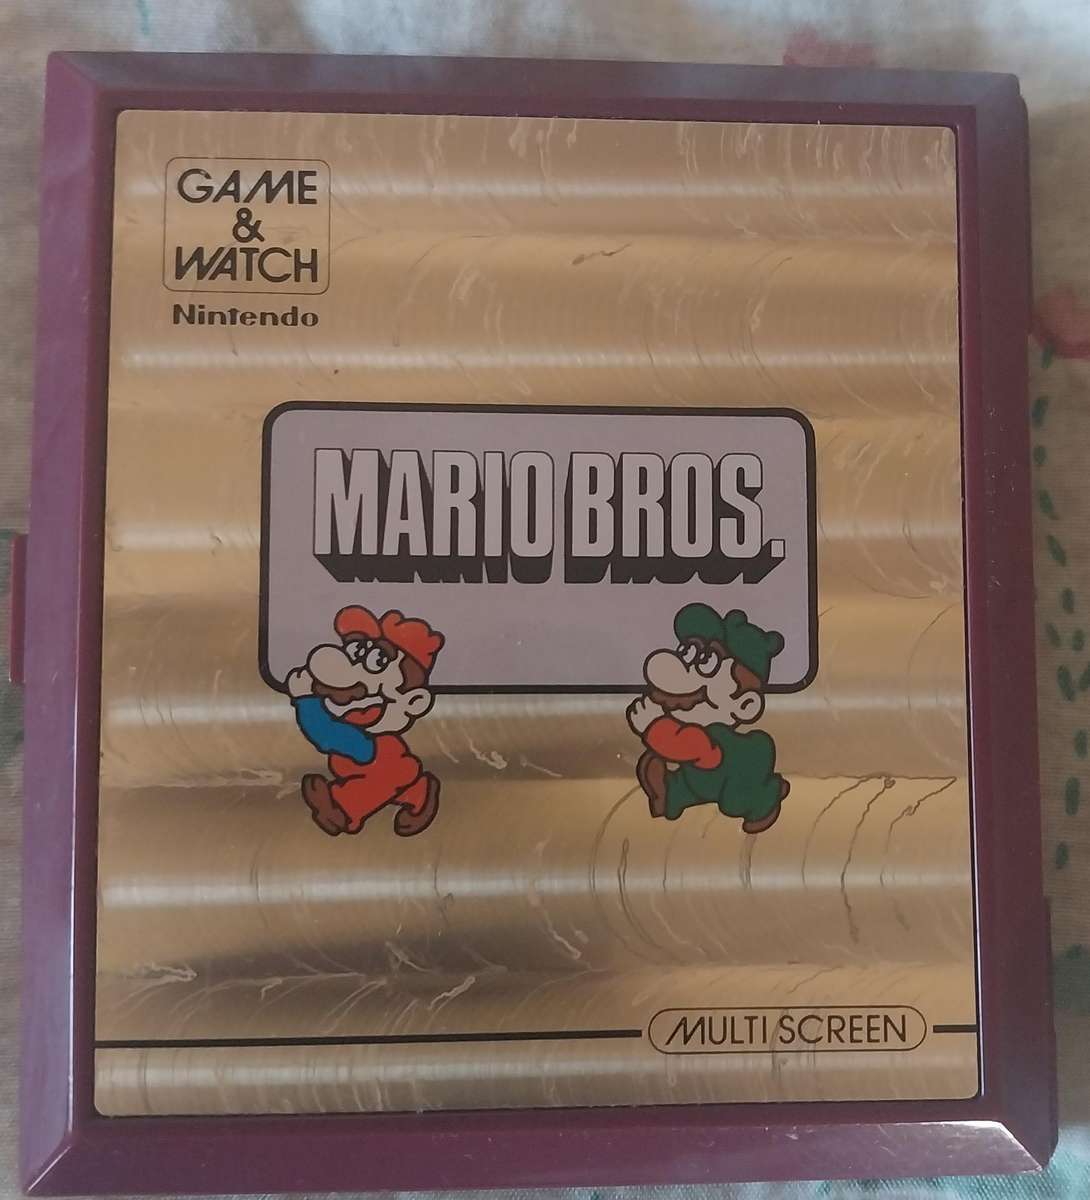 GAME
&
WATCH
Nintendo
MARIO BROS.
MULTI SCREEN